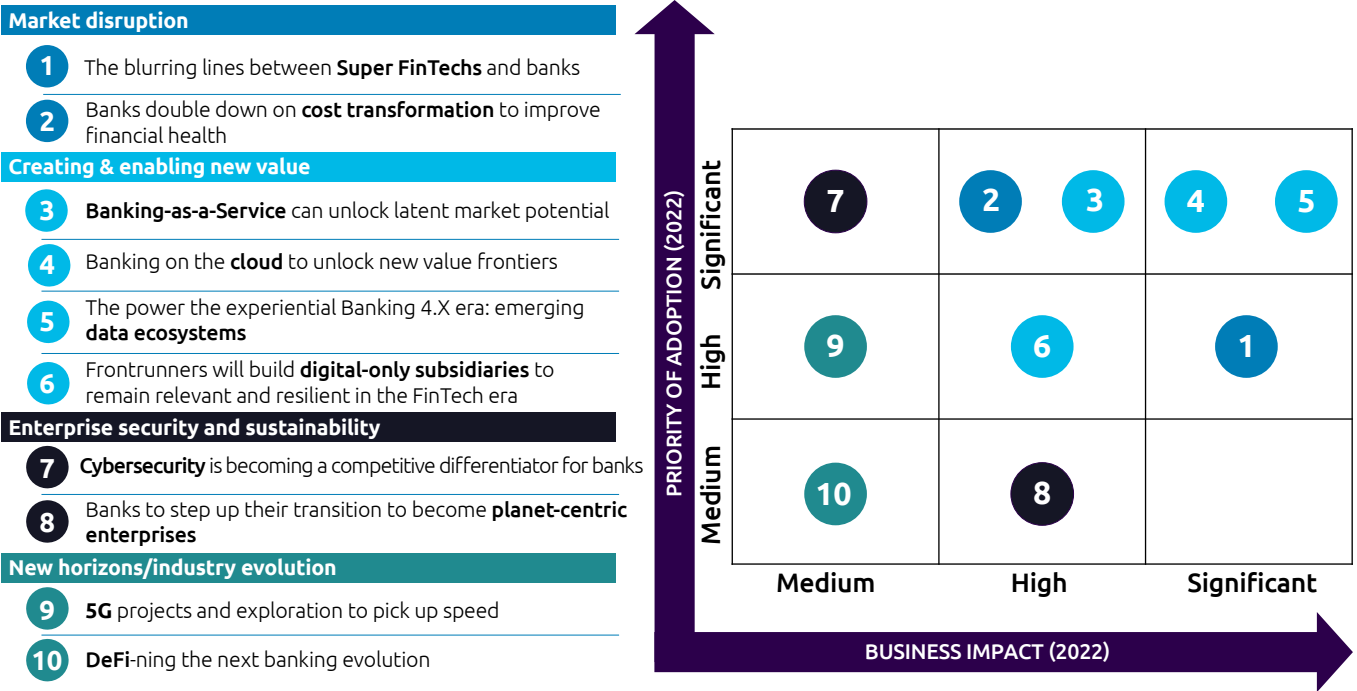 Market disruption
1
The blurring lines between Super FinTechs and banks
2
Banks double down on cost transformation to improve
financial health
Creating & enabling new value
3
Banking-as-a-Service can unlock latent market potential
4
Banking on the cloud to unlock new value frontiers
5
The power the experiential Banking 4.X era: emerging
data ecosystems
6
Frontrunners will build digital-only subsidiaries to
remain relevant and resilient in the FinTech era
Enterprise security and sustainability
7
Cybersecurity is becoming a competitive differentiator for banks
8
Banks to step up their transition to become planet-centric
enterprises
New horizons/industry evolution
9
5G projects and exploration to pick up speed
10
DeFi-ning the next banking evolution
PRIORITY OF ADOPTION (2022)
Significant
7
2
3
4
5
High
9
6
1
Medium
10
8
Medium
High
Significant
BUSINESS IMPACT (2022)